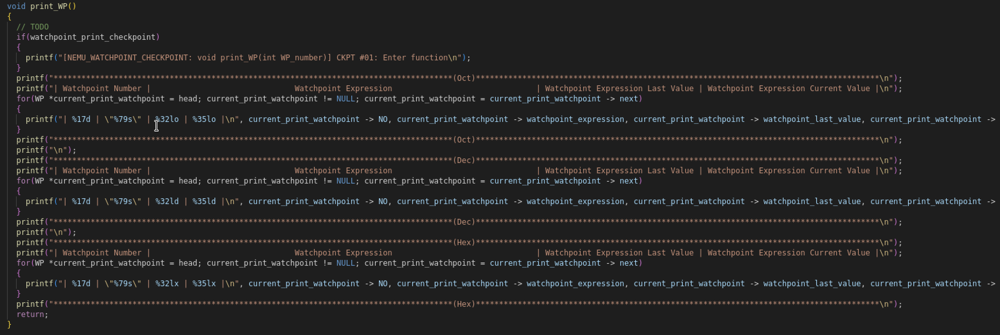 void print_WP()
{
  // TODO
  if(watchpoint_print_checkpoint)
  {
    printf("[NEMU_WATCHPOINT_CHECKPOINT: void print_WP(int WP_number)] CKPT #01: Enter function\n");
  }
  printf("**************************************************************************************(Oct)***************************************************************************************\n");
  printf("| Watchpoint Number |                               Watchpoint Expression                               | Watchpoint Expression Last Value | Watchpoint Expression Current Value |\n");
  for(WP *current_print_watchpoint = head; current_print_watchpoint != NULL; current_print_watchpoint = current_print_watchpoint -> next)
  {
    printf("| %17d | \"%79s\" | %32lo | %35lo |\n", current_print_watchpoint -> NO, current_print_watchpoint -> watchpoint_expression, current_print_watchpoint -> watchpoint_last_value, current_print_watchpoint ->
  }
  printf("**************************************************************************************(Oct)***************************************************************************************\n");
  printf("\n");
  printf("**************************************************************************************(Dec)***************************************************************************************\n");
  printf("| Watchpoint Number |                               Watchpoint Expression                               | Watchpoint Expression Last Value | Watchpoint Expression Current Value |\n");
  for(WP *current_print_watchpoint = head; current_print_watchpoint != NULL; current_print_watchpoint = current_print_watchpoint -> next)
  {
    printf("| %17d | \"%79s\" | %32ld | %35ld |\n", current_print_watchpoint -> NO, current_print_watchpoint -> watchpoint_expression, current_print_watchpoint -> watchpoint_last_value, current_print_watchpoint ->
  }
  printf("**************************************************************************************(Dec)***************************************************************************************\n");
  printf("\n");
  printf("**************************************************************************************(Hex)***************************************************************************************\n");
  printf("| Watchpoint Number |                               Watchpoint Expression                               | Watchpoint Expression Last Value | Watchpoint Expression Current Value |\n");
  for(WP *current_print_watchpoint = head; current_print_watchpoint != NULL; current_print_watchpoint = current_print_watchpoint -> next)
  {
    printf("| %17d | \"%79s\" | %32lx | %35lx |\n", current_print_watchpoint -> NO, current_print_watchpoint -> watchpoint_expression, current_print_watchpoint -> watchpoint_last_value, current_print_watchpoint ->
  }
  printf("**************************************************************************************(Hex)***************************************************************************************\n");
  return;
}